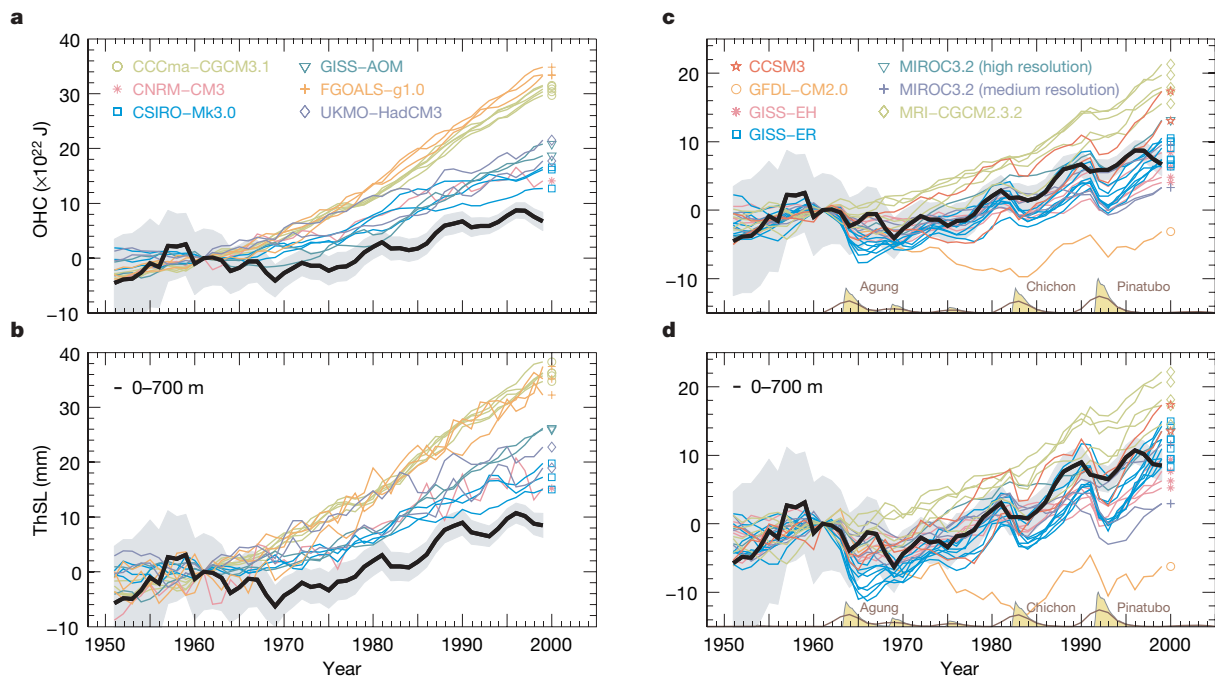 a
OHC (×10²² J)
40
30
20
10
0
−10
CCCma−CGCM3.1
CNRM−CM3
CSIRO−Mk3.0
GISS−AOM
FGOALS−g1.0
UKMO−HadCM3
b
ThSL (mm)
40
30
20
10
0
−10
− 0–700 m
1950 1960 1970 1980 1990 2000
Year
c
20
10
0
−10
CCSM3
GFDL−CM2.0
GISS−EH
GISS−ER
MIROC3.2 (high resolution)
MIROC3.2 (medium resolution)
MRI−CGCM2.3.2
Agung
Chichon
Pinatubo
d
20
10
0
−10
− 0–700 m
Agung
Chichon
Pinatubo
1950 1960 1970 1980 1990 2000
Year